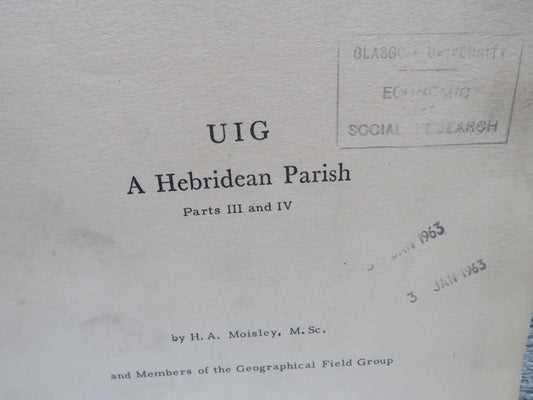 GLASGOW UNIVERSITY
ECONOMIC
SOCIAL RESEARCH
UIG
A Hebridean Parish
Parts III and IV
3 JAN 1963
3 JAN 1963
by H. A. Moisley, M. Sc.
and Members of the Geographical Field Group